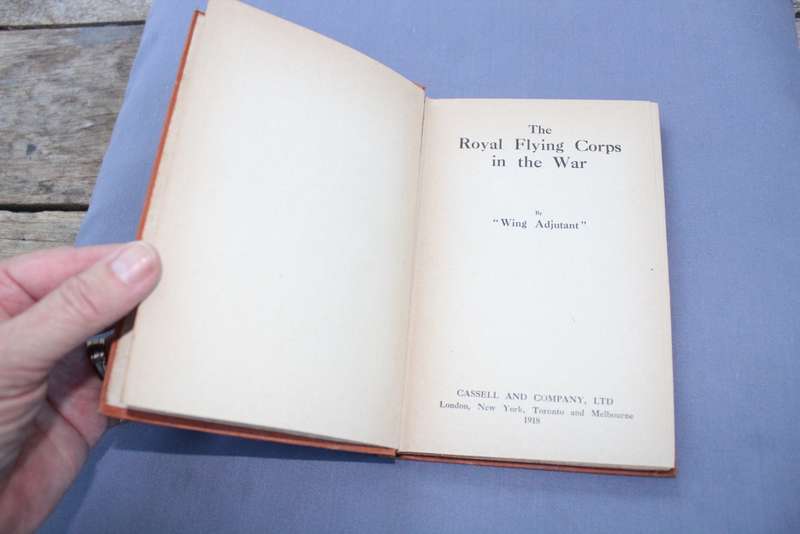 The
Royal Flying Corps
in the War
By
"Wing Adjutant"
CASSELL AND COMPANY, LTD
London, New York, Toronto and Melbourne
1918